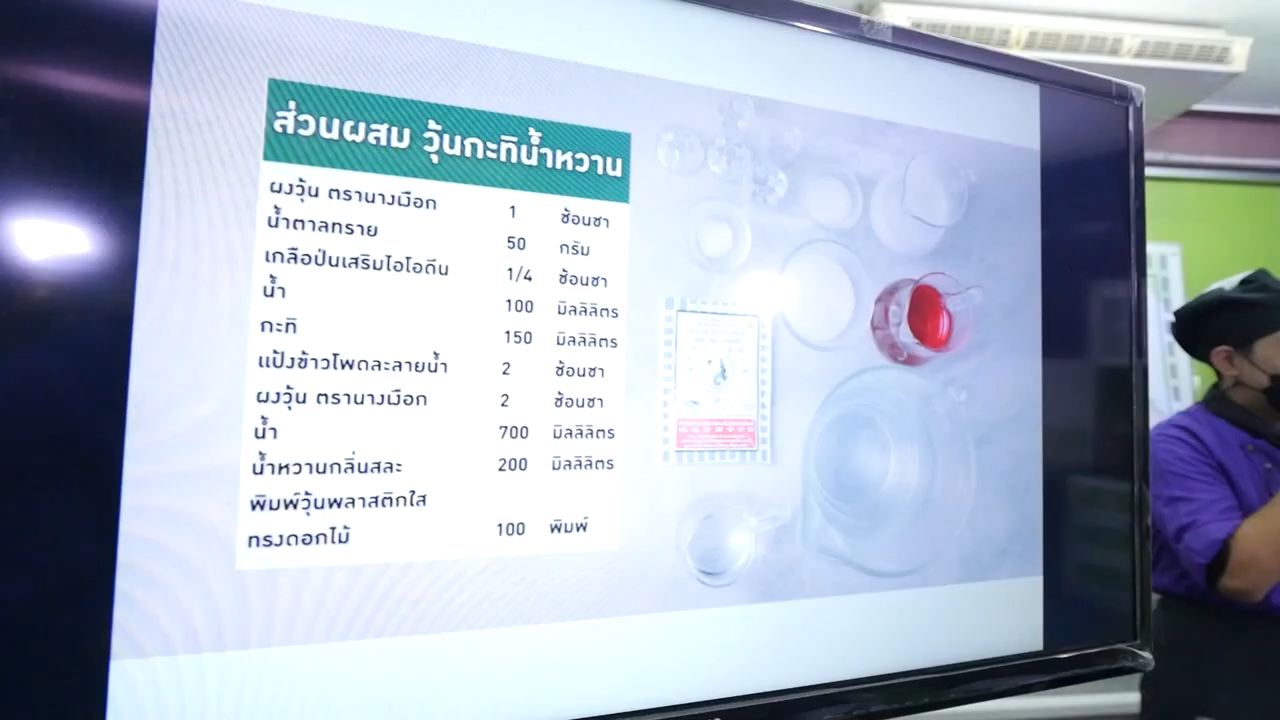 ส่วนผสม วุ้นกะทิน้ำหวาน
ผงวุ้น ตรานางเงือก 1 ช้อนชา
น้ำตาลทราย 50 กรัม
เกลือป่นเสริมไอโอดีน 1/4 ช้อนชา
น้ำ 100 มิลลิลิตร
กะทิ 150 มิลลิลิตร
แป้งข้าวโพดละลายน้ำ 2 ช้อนชา
ผงวุ้น ตรานางเงือก 2 ช้อนชา
น้ำ 700 มิลลิลิตร
น้ำหวานกลิ่นสละ 200 มิลลิลิตร
พิมพ์วุ้นพลาสติกใส
ทรงดอกไม้ 100 พิมพ์